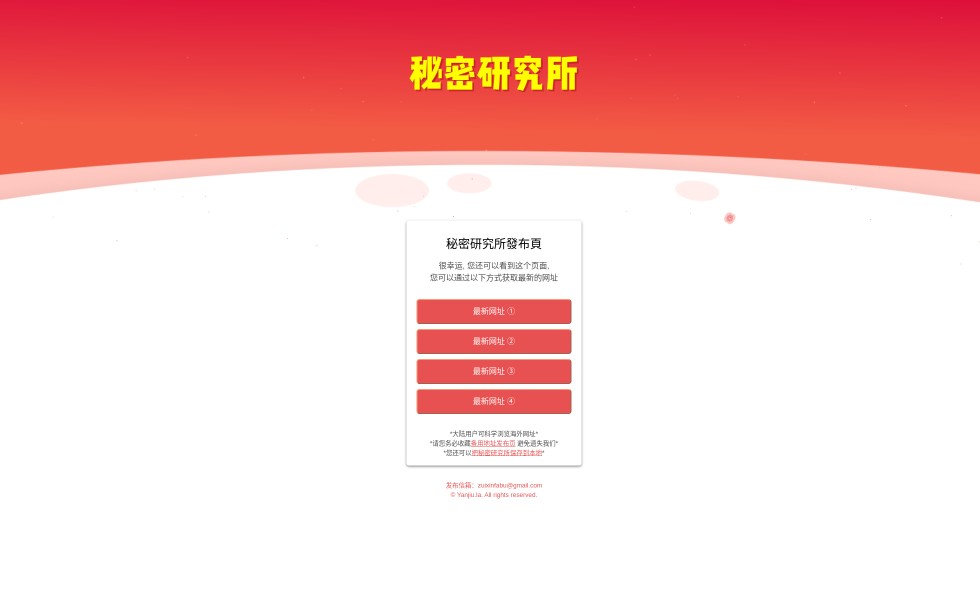 秘密研究所
秘密研究所發布頁
很幸运, 您还可以看到这个页面,
您可以通过以下方式获取最新的网址
最新网址 ①
最新网址 ②
最新网址 ③
最新网址 ④
*大陆用户可科学浏览海外网址*
*请您务必收藏备用地址发布页 避免遗失我们*
*您还可以把秘密研究所保存到本地*
发布信箱：zuixinfabu@gmail.com
© Yanjiu.la. All rights reserved.